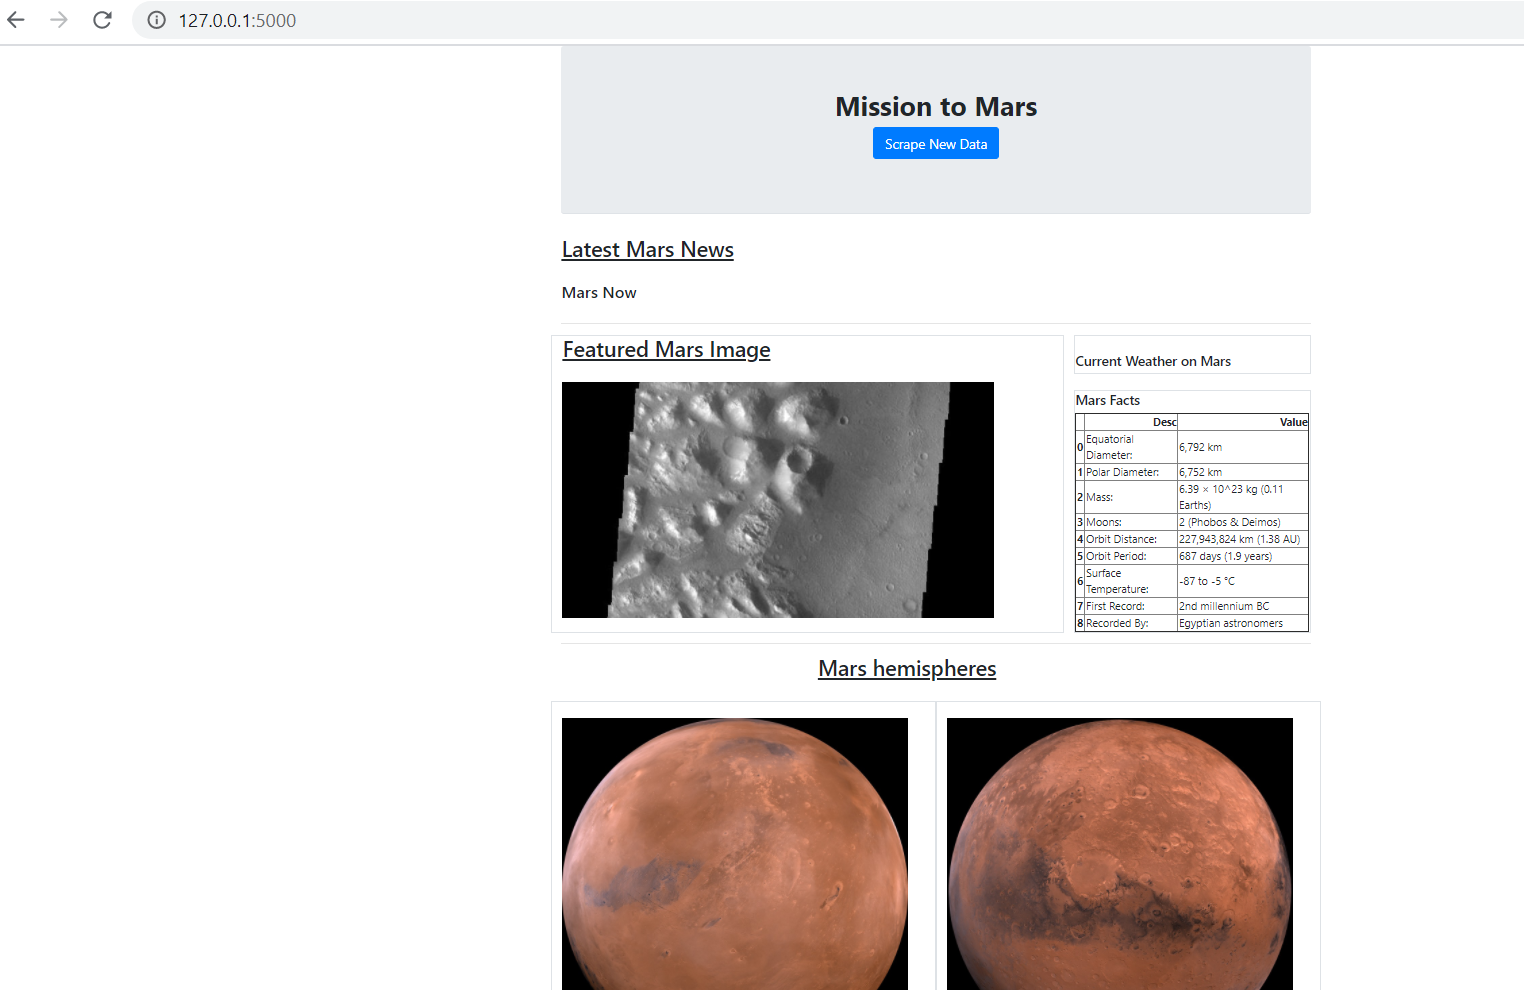 127.0.0.1:5000
Mission to Mars
Scrape New Data
Latest Mars News
Mars Now
Featured Mars Image
Current Weather on Mars
Mars Facts
Desc Value
0 Equatorial Diameter: 6,792 km
1 Polar Diameter: 6,752 km
2 Mass: 6.39 × 10^23 kg (0.11 Earths)
3 Moons: 2 (Phobos & Deimos)
4 Orbit Distance: 227,943,824 km (1.38 AU)
5 Orbit Period: 687 days (1.9 years)
6 Surface Temperature: -87 to -5 °C
7 First Record: 2nd millennium BC
8 Recorded By: Egyptian astronomers
Mars hemispheres